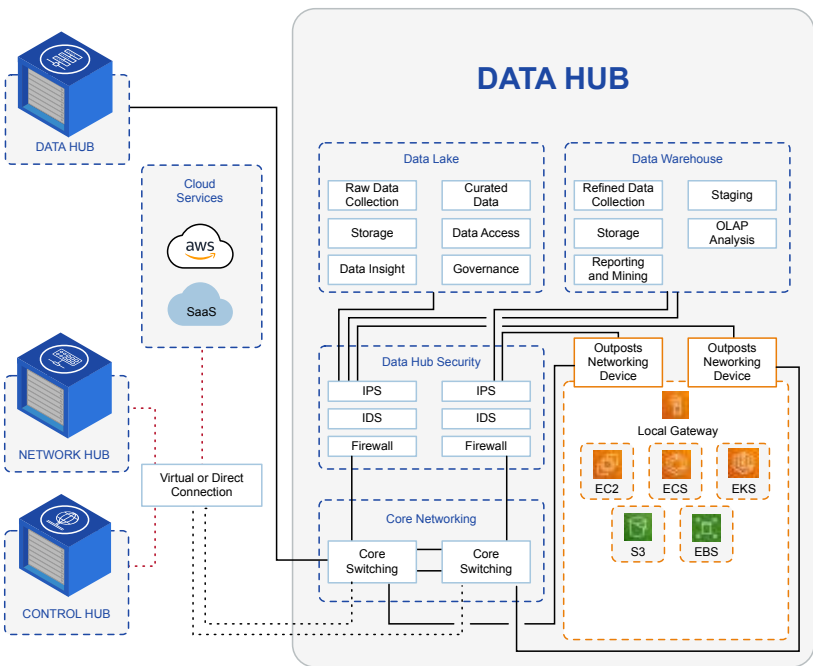 DATA HUB
DATA HUB
Cloud
Services
aws
SaaS
NETWORK HUB
Virtual or Direct
Connection
CONTROL HUB
Data Lake
Raw Data
Collection
Curated
Data
Storage
Data Access
Data Insight
Governance
Data Warehouse
Refined Data
Collection
Staging
Storage
OLAP
Analysis
Reporting
and Mining
Data Hub Security
IPS
IPS
IDS
IDS
Firewall
Firewall
Outposts
Networking
Device
Outposts
Neworking
Device
Local Gateway
EC2
ECS
EKS
S3
EBS
Core Networking
Core
Switching
Core
Switching